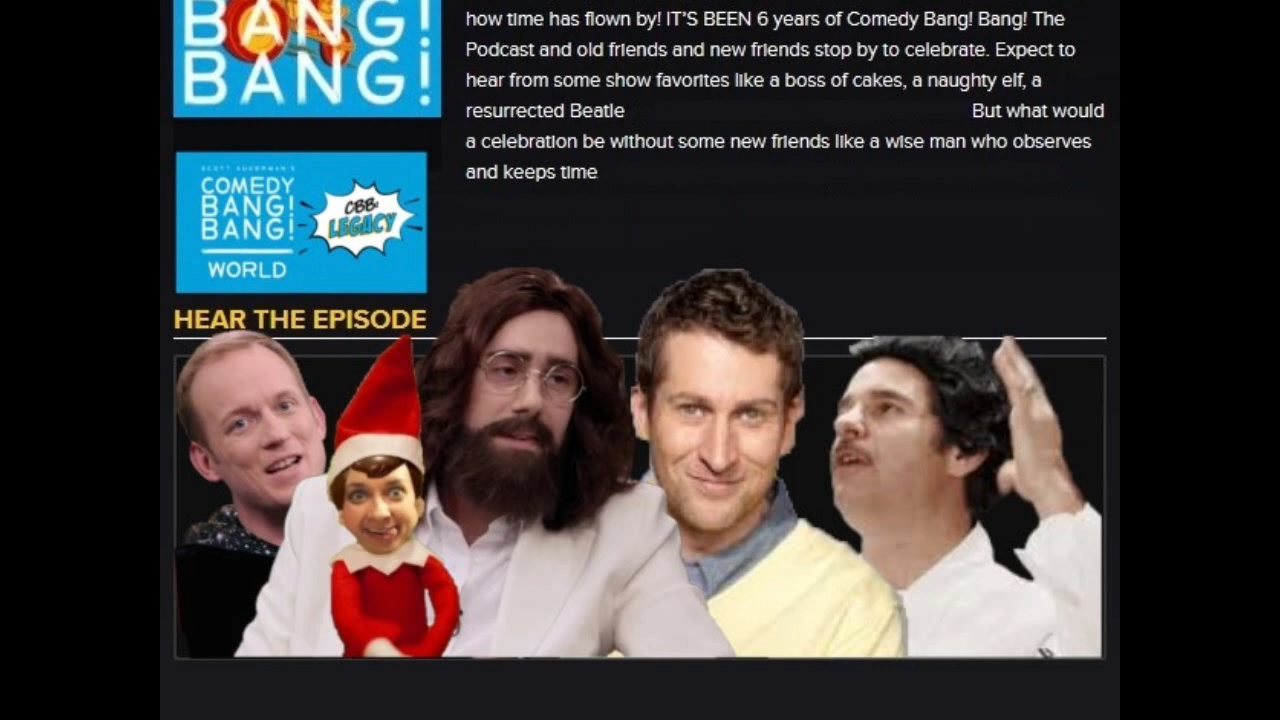 BANG!
BANG!
how time has flown by! IT'S BEEN 6 years of Comedy Bang! Bang! The
Podcast and old friends and new friends stop by to celebrate. Expect to
hear from some show favorites like a boss of cakes, a naughty elf, a
resurrected Beatle But what would
a celebration be without some new friends like a wise man who observes
and keeps time
SCOTT AUKERMAN'S
COMEDY
BANG!
BANG!
WORLD
CBB:
LEGACY
HEAR THE EPISODE